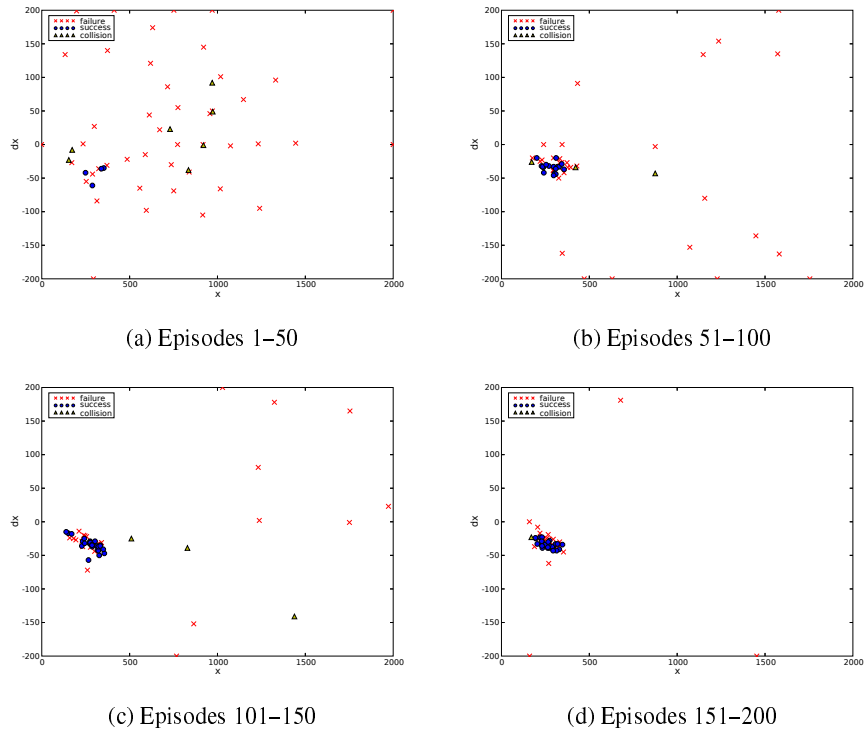 200
150
100
50
0
-50
-100
-150
-200
dx
0 500 1000 1500 2000
x
failure
success
collision
(a) Episodes 1–50
200
150
100
50
0
-50
-100
-150
-200
dx
0 500 1000 1500 2000
x
failure
success
collision
(b) Episodes 51–100
200
150
100
50
0
-50
-100
-150
-200
dx
0 500 1000 1500 2000
x
failure
success
collision
(c) Episodes 101–150
200
150
100
50
0
-50
-100
-150
-200
dx
0 500 1000 1500 2000
x
failure
success
collision
(d) Episodes 151–200